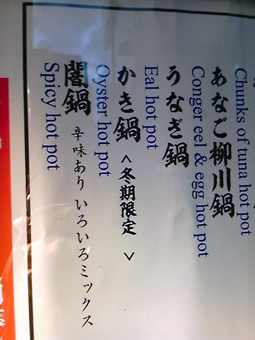 Chunks of tuna hot pot
あなご柳川鍋
Conger eel & egg hot pot
うなぎ鍋
Eal hot pot
かき鍋 <冬期限定 >
Oyster hot pot
闇鍋 辛味あり いろいろミックス
Spicy hot pot